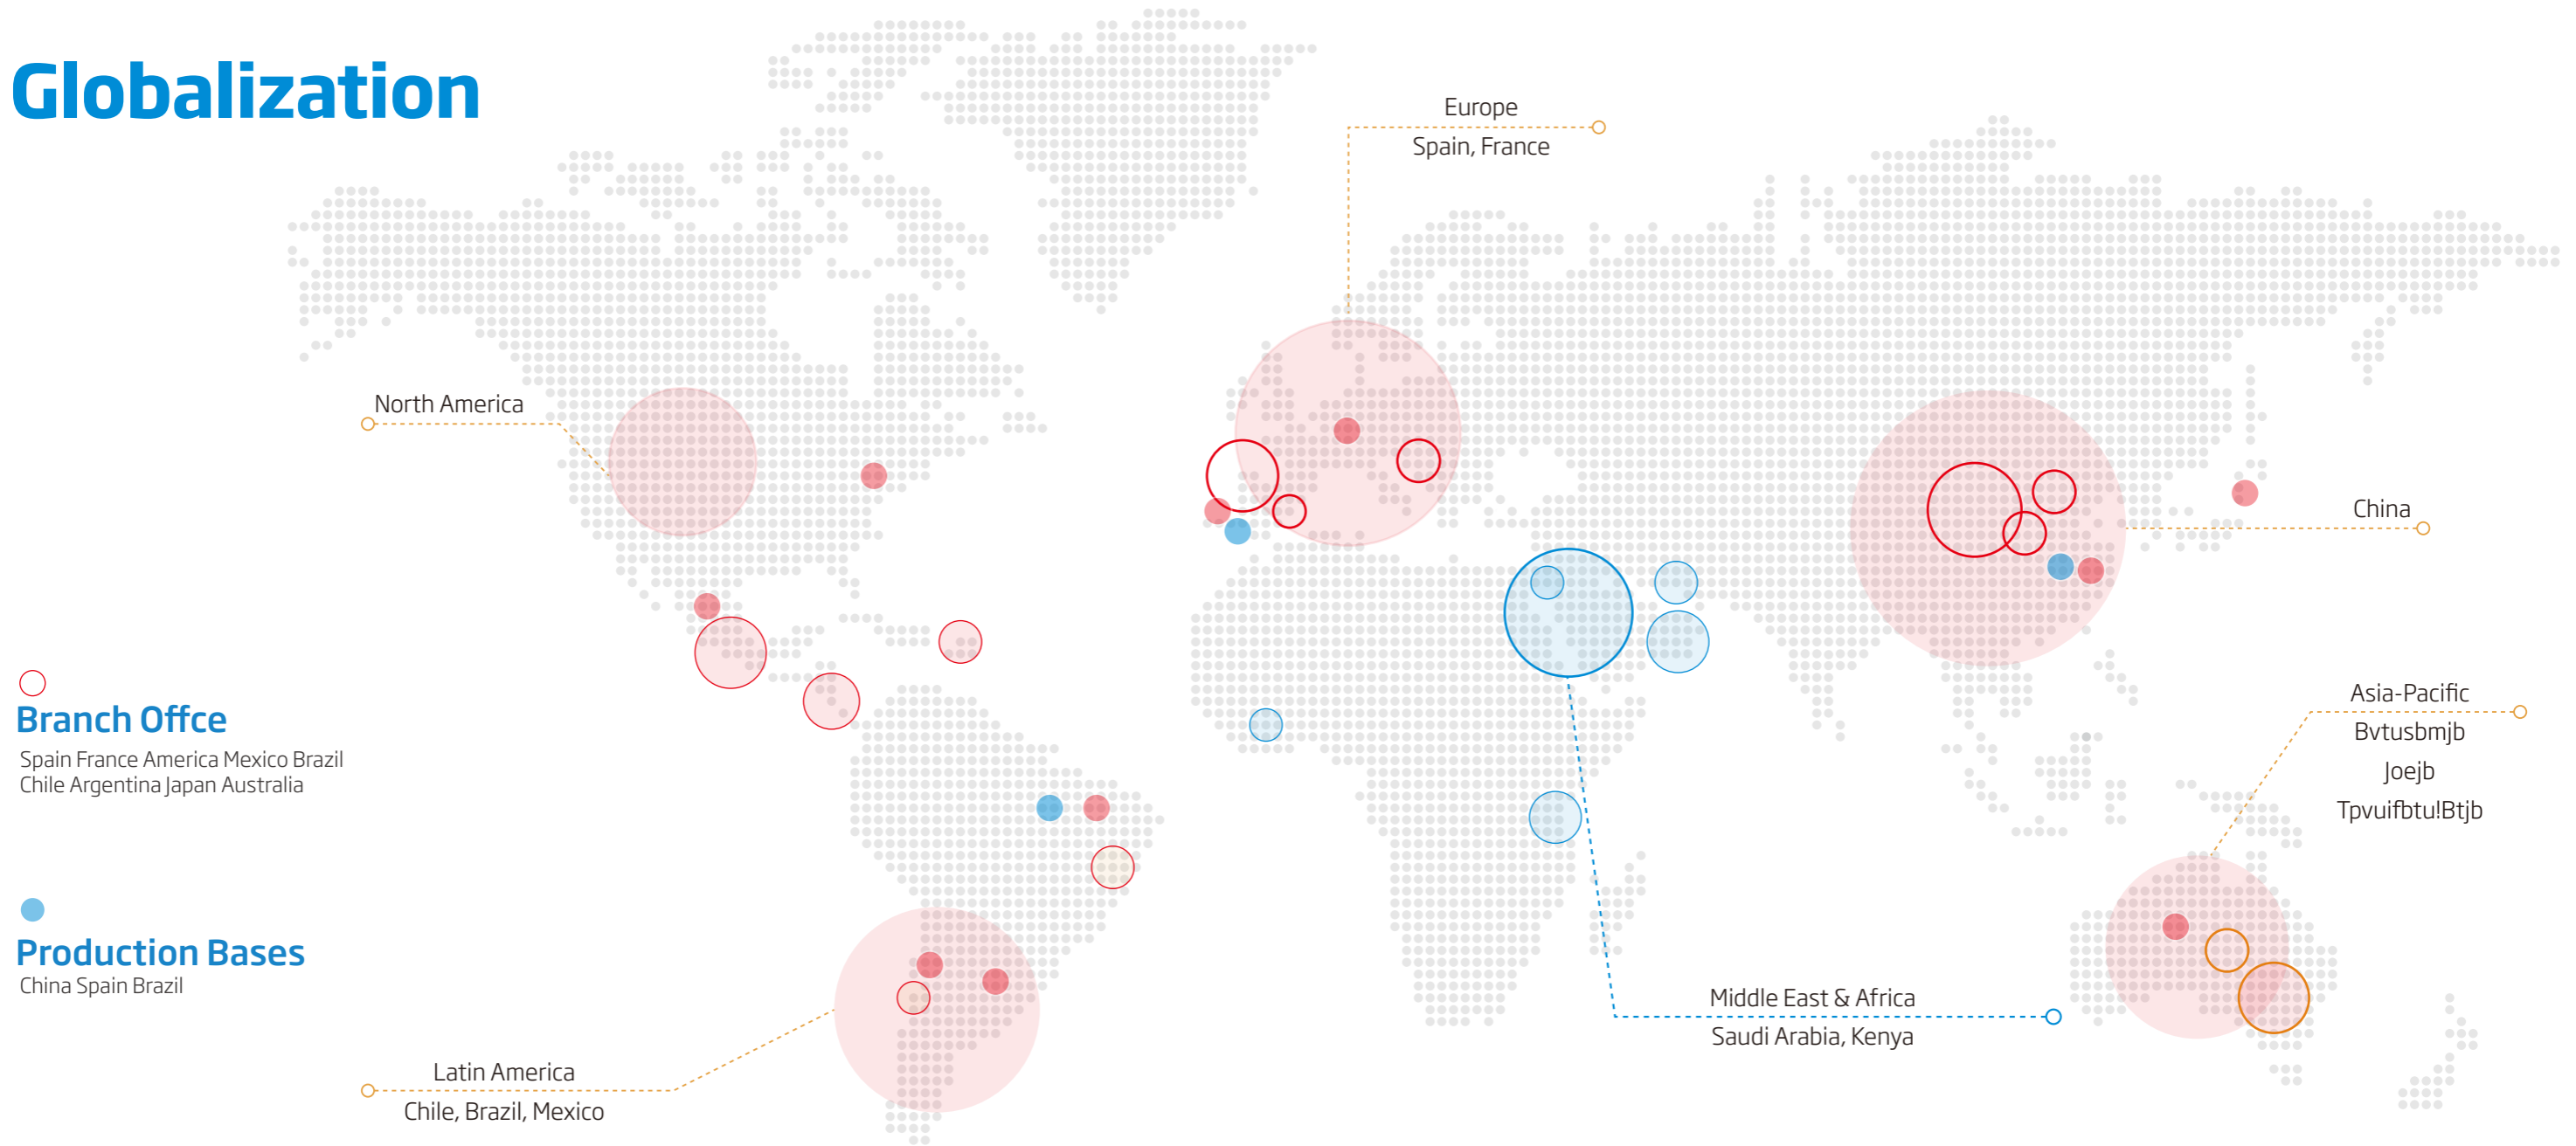 Globalization
Europe
Spain, France
North America
China
Branch Offce
Spain France America Mexico Brazil
Chile Argentina Japan Australia
Asia-Pacific
Bvtusbmjb
Joejb
Tpvuifbtu!Btjb
Production Bases
China Spain Brazil
Middle East & Africa
Saudi Arabia, Kenya
Latin America
Chile, Brazil, Mexico